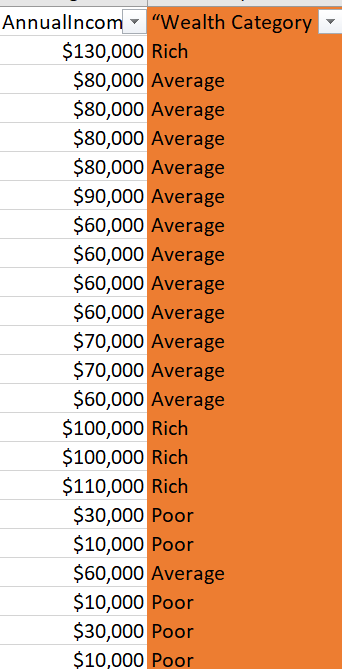 AnnualIncom “Wealth Category
$130,000 Rich
$80,000 Average
$80,000 Average
$80,000 Average
$80,000 Average
$90,000 Average
$60,000 Average
$60,000 Average
$60,000 Average
$60,000 Average
$70,000 Average
$70,000 Average
$60,000 Average
$100,000 Rich
$100,000 Rich
$110,000 Rich
$30,000 Poor
$10,000 Poor
$60,000 Average
$10,000 Poor
$30,000 Poor
$10,000 Poor